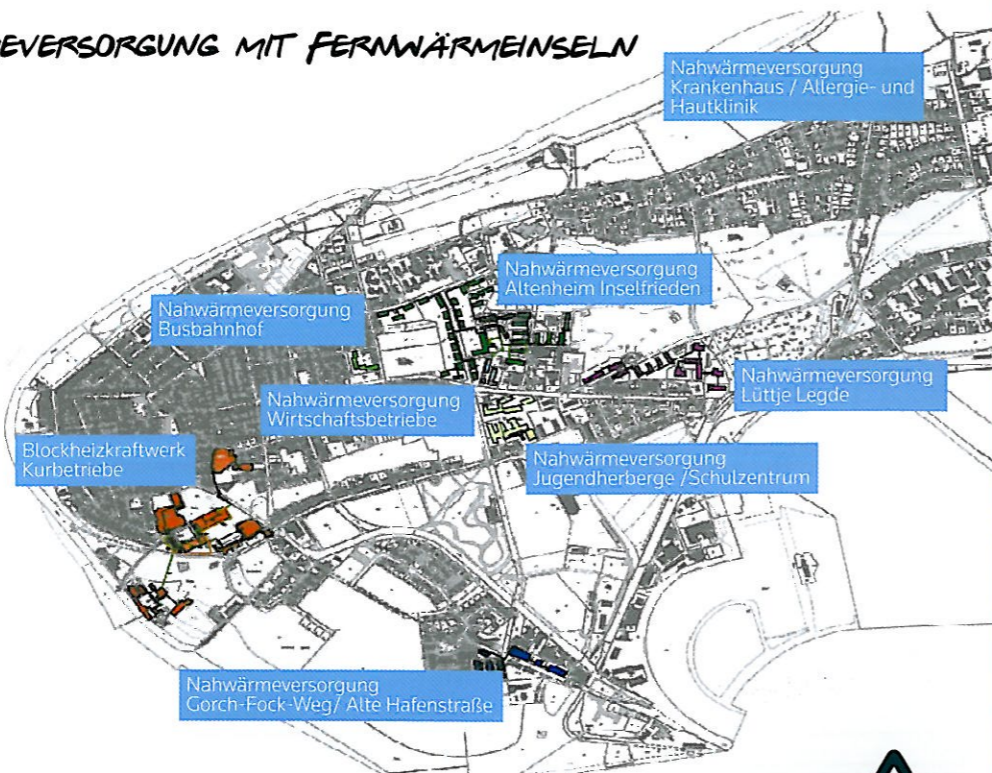 EVERSORGUNG MIT FERNWÄRMEINSELN
Nahwärmeversorgung
Krankenhaus / Allergie- und
Hautklinik
Nahwärmeversorgung
Altenheim Inselfrieden
Nahwärmeversorgung
Busbahnhof
Nahwärmeversorgung
Lüttje Legde
Nahwärmeversorgung
Wirtschaftsbetriebe
Blockheizkraftwerk
Kurbetriebe
Nahwärmeversorgung
Jugendherberge /Schulzentrum
Nahwärmeversorgung
Gorch-Fock-Weg/ Alte Hafenstraße